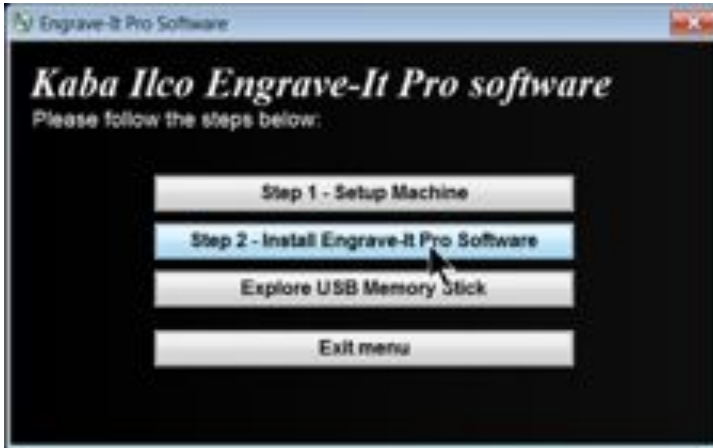 Engrave-It Pro Software
Kaba Ilco Engrave-It Pro software
Please follow the steps below:
Step 1 - Setup Machine
Step 2 - Install Engrave-It Pro Software
Explore USB Memory Stick
Exit menu